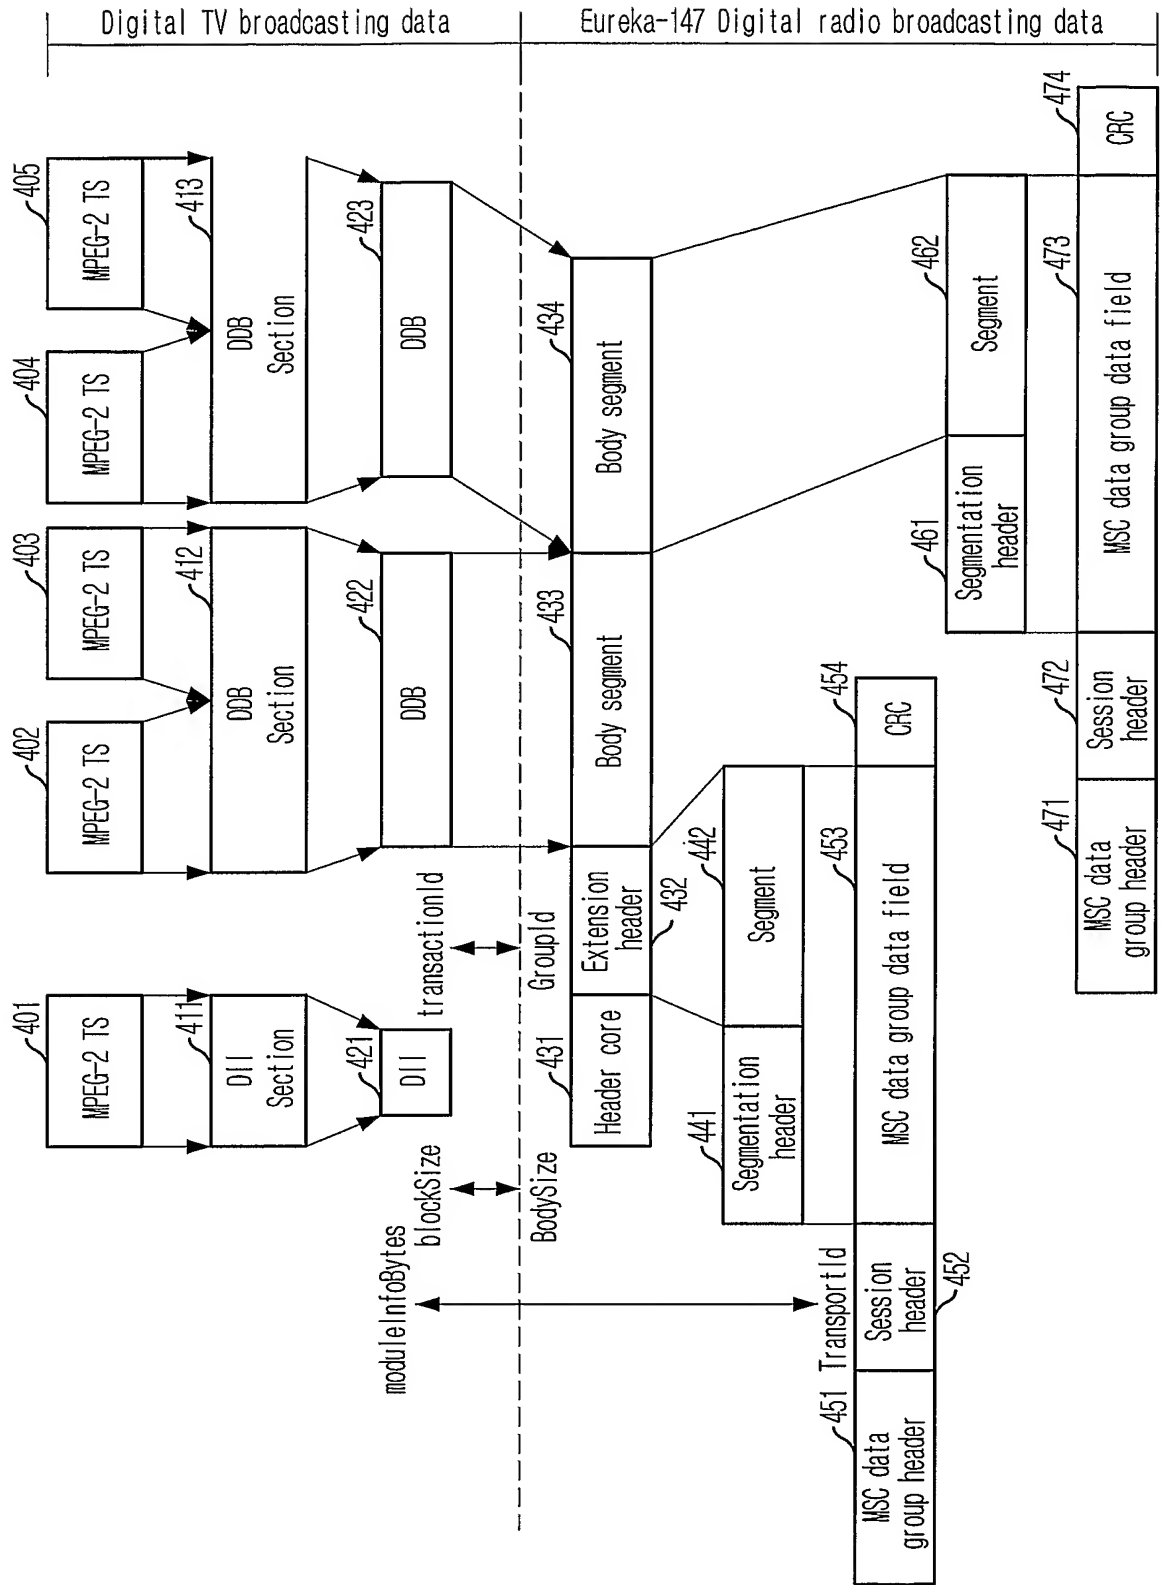 Digital TV broadcasting data
Eureka-147 Digital radio broadcasting data
401
MPEG-2 TS
402
MPEG-2 TS
403
MPEG-2 TS
404
MPEG-2 TS
405
MPEG-2 TS
411
DII
Section
412
DDB
Section
413
DDB
Section
moduleInfoBytes
blockSize
421
DII
transactionId
422
DDB
423
DDB
BodySize
GroupId
431
Header core
Extension
header
432
433
Body segment
434
Body segment
441
Segmentation
header
442
Segment
TransportId
451
MSC data
group header
Session
header
452
453
MSC data group data field
454
CRC
461
Segmentation
header
462
Segment
471
MSC data
group header
472
Session
header
473
MSC data group data field
474
CRC